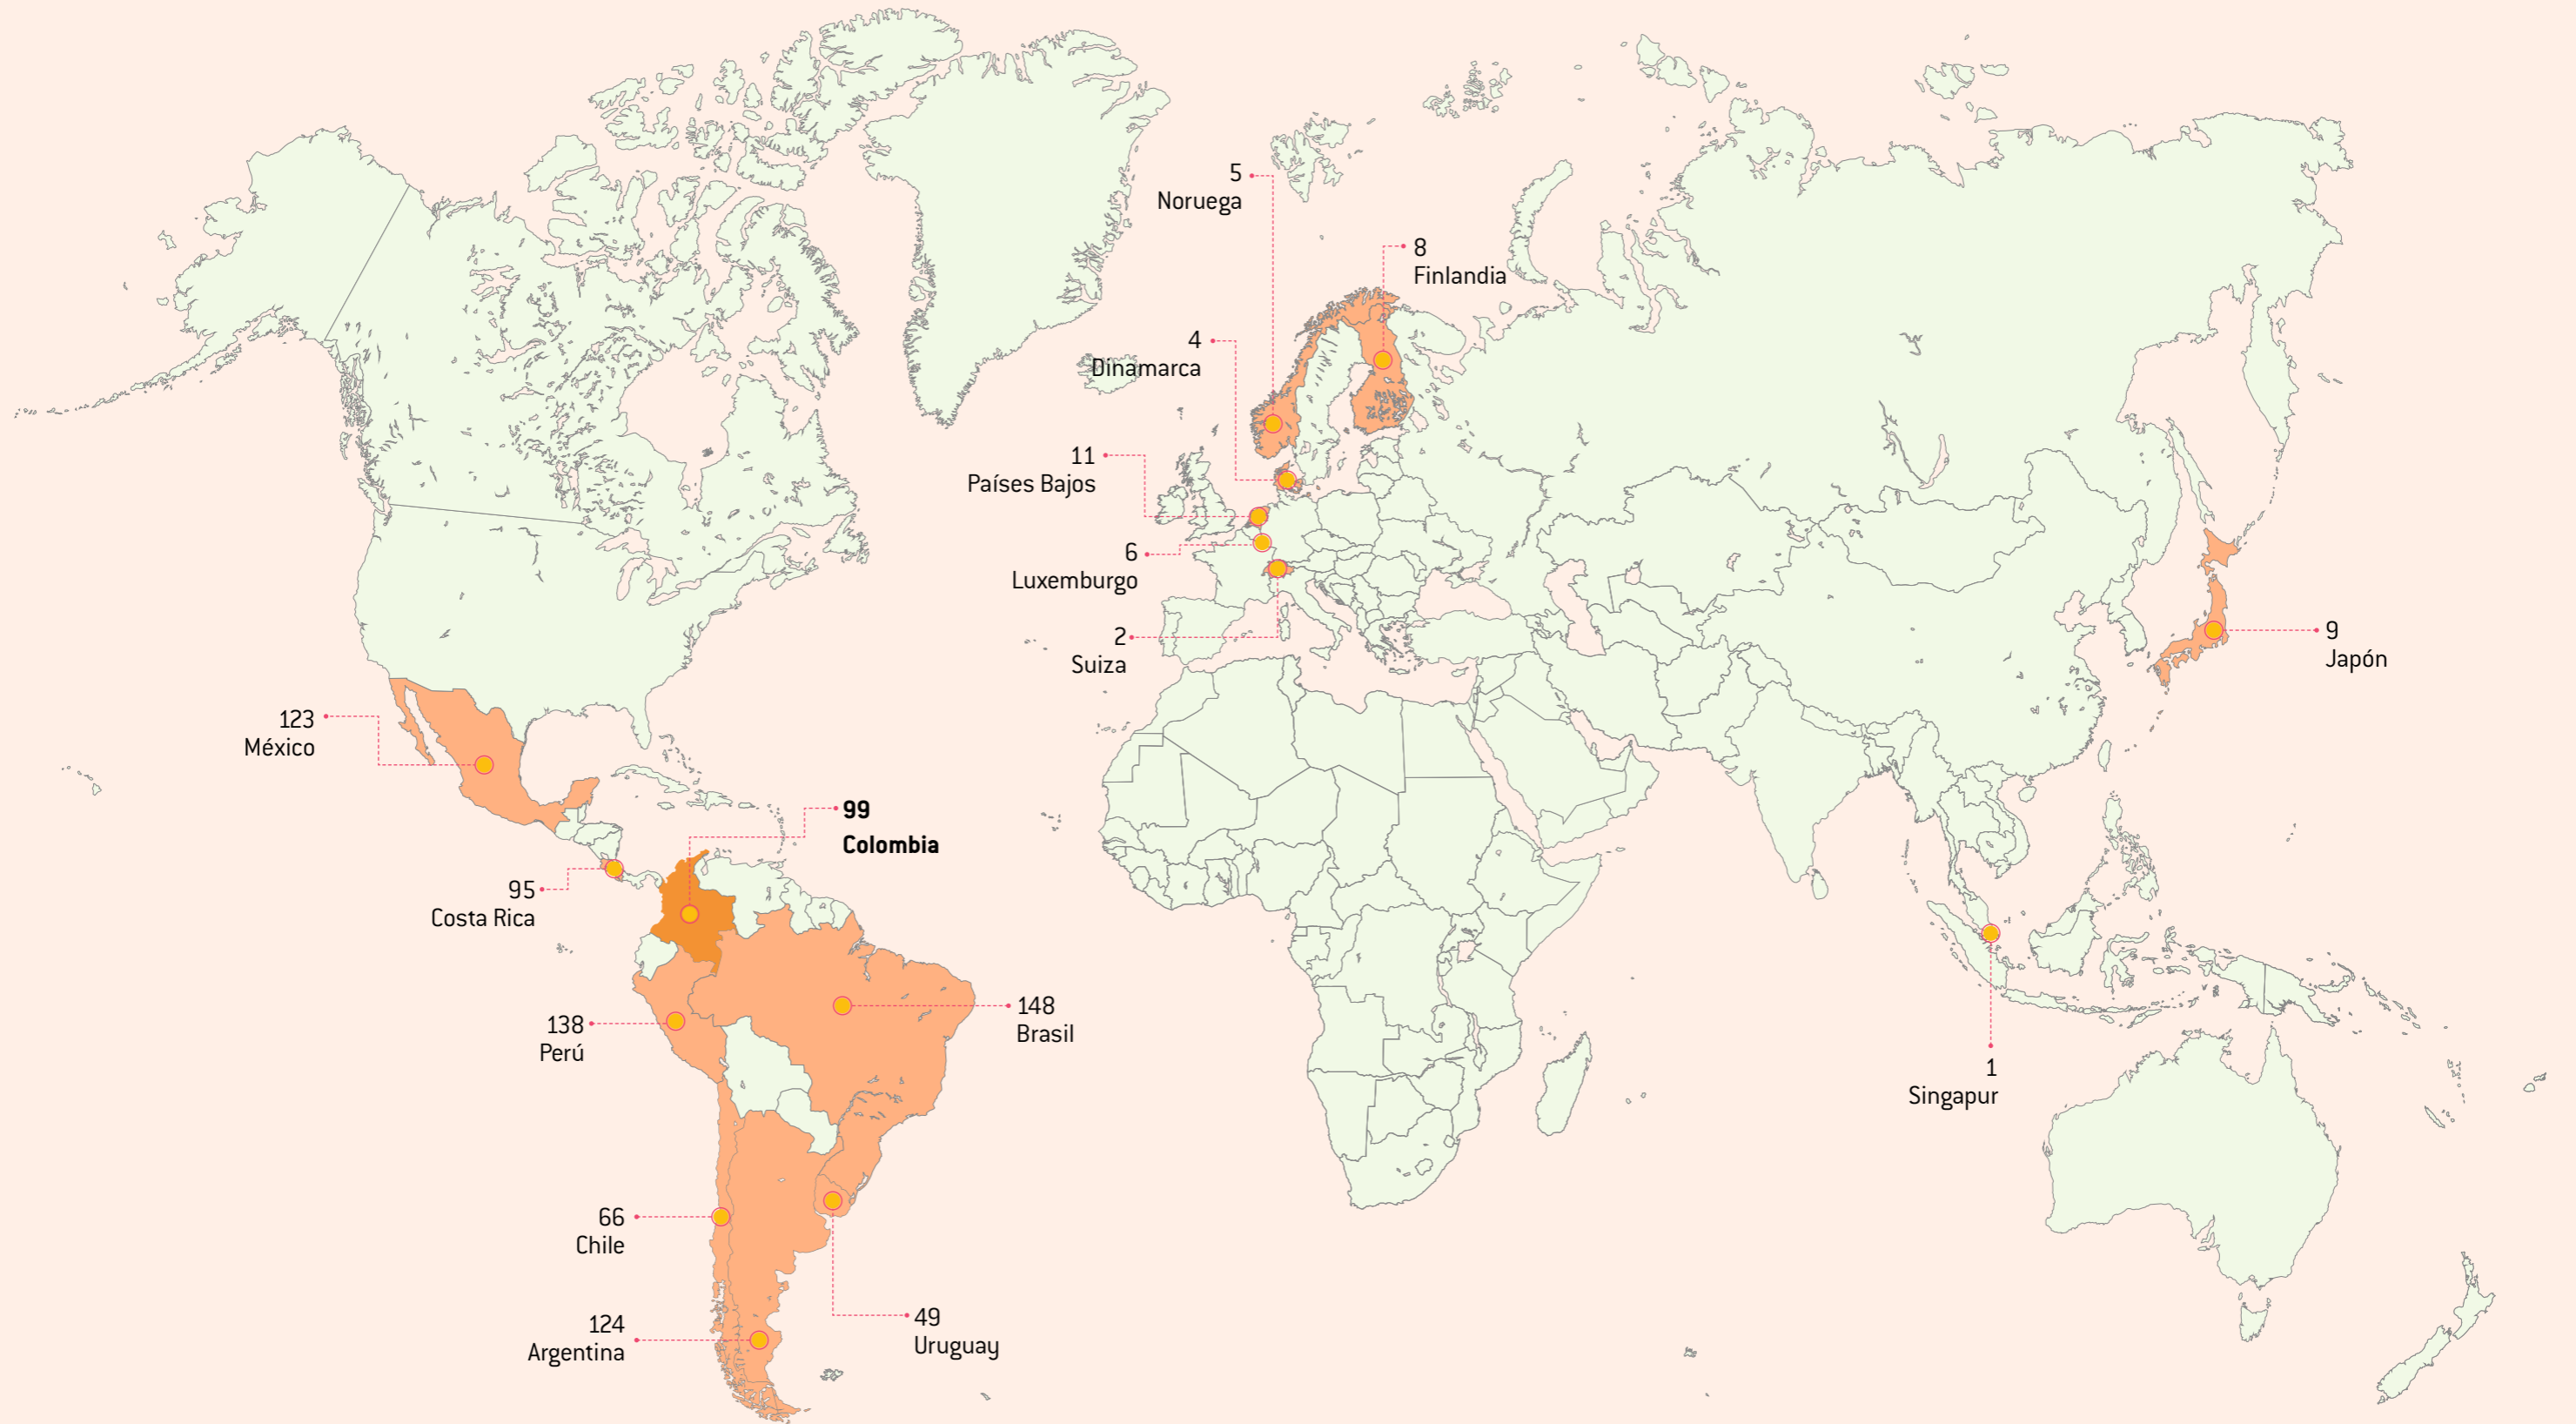 5
Noruega
8
Finlandia
4
Dinamarca
11
Países Bajos
6
Luxemburgo
2
Suiza
9
Japón
123
México
99
Colombia
95
Costa Rica
148
Brasil
138
Perú
1
Singapur
66
Chile
49
Uruguay
124
Argentina